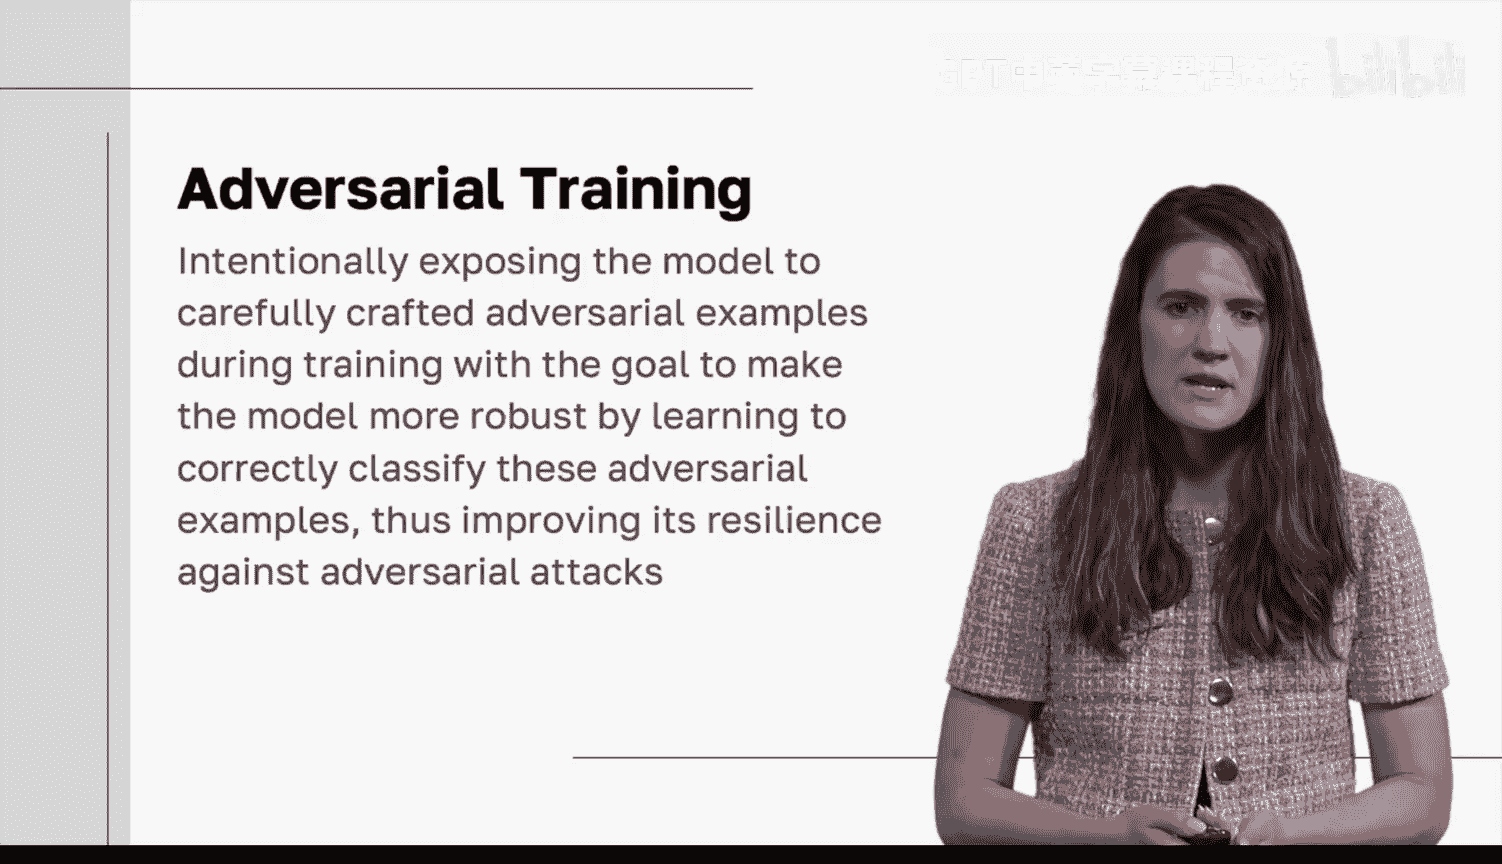 Adversarial Training
Intentionally exposing the model to
carefully crafted adversarial examples
during training with the goal to make
the model more robust by learning to
correctly classify these adversarial
examples, thus improving its resilience
against adversarial attacks
bilibili